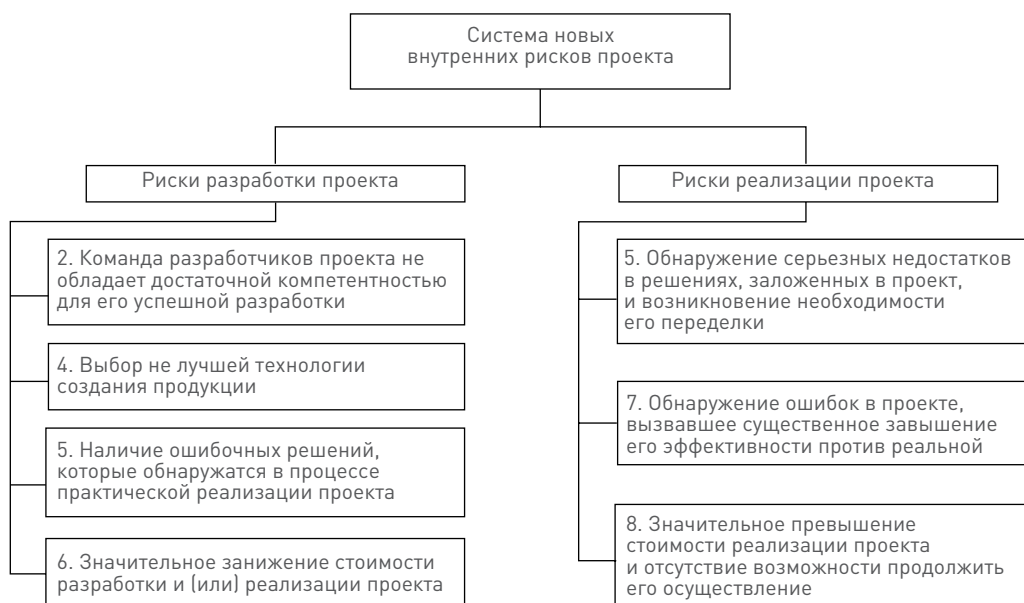 Система новых
внутренних рисков проекта
Риски разработки проекта
2. Команда разработчиков проекта не
обладает достаточной компетентностью
для его успешной разработки
4. Выбор не лучшей технологии
создания продукции
5. Наличие ошибочных решений,
которые обнаружатся в процессе
практической реализации проекта
6. Значительное занижение стоимости
разработки и (или) реализации проекта
Риски реализации проекта
5. Обнаружение серьезных недостатков
в решениях, заложенных в проект,
и возникновение необходимости
его переделки
7. Обнаружение ошибок в проекте,
вызвавшее существенное завышение
его эффективности против реальной
8. Значительное превышение
стоимости реализации проекта
и отсутствие возможности продолжить
его осуществление